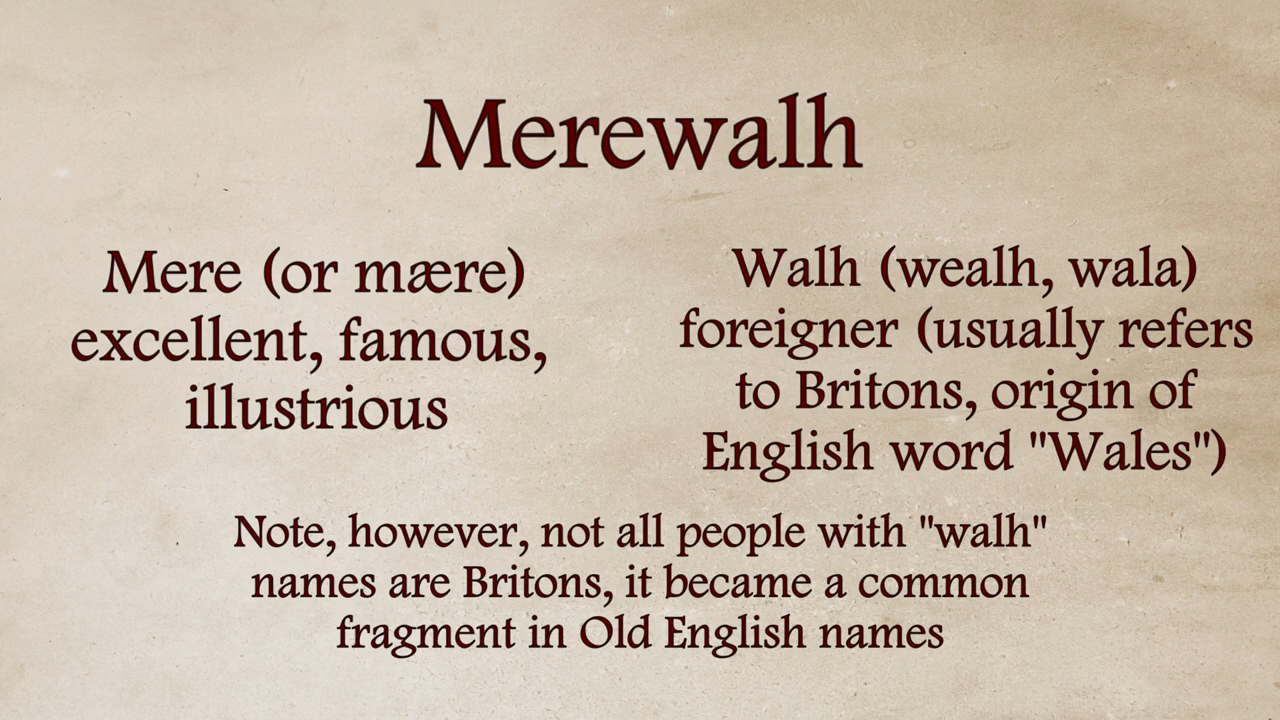 Merewalh
Mere (or mære)
excellent, famous,
illustrious
Walh (wealh, wala)
foreigner (usually refers
to Britons, origin of
English word "Wales")
Note, however, not all people with "walh"
names are Britons, it became a common
fragment in Old English names